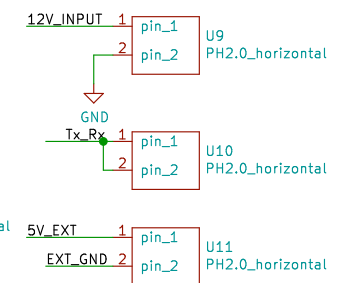 12V_INPUT 1 pin_1 U9
2 pin_2 PH2.0_horizontal
GND
Tx_Rx 1 pin_1 U10
2 pin_2 PH2.0_horizontal
al
5V_EXT 1 pin_1 U11
EXT_GND 2 pin_2 PH2.0_horizontal